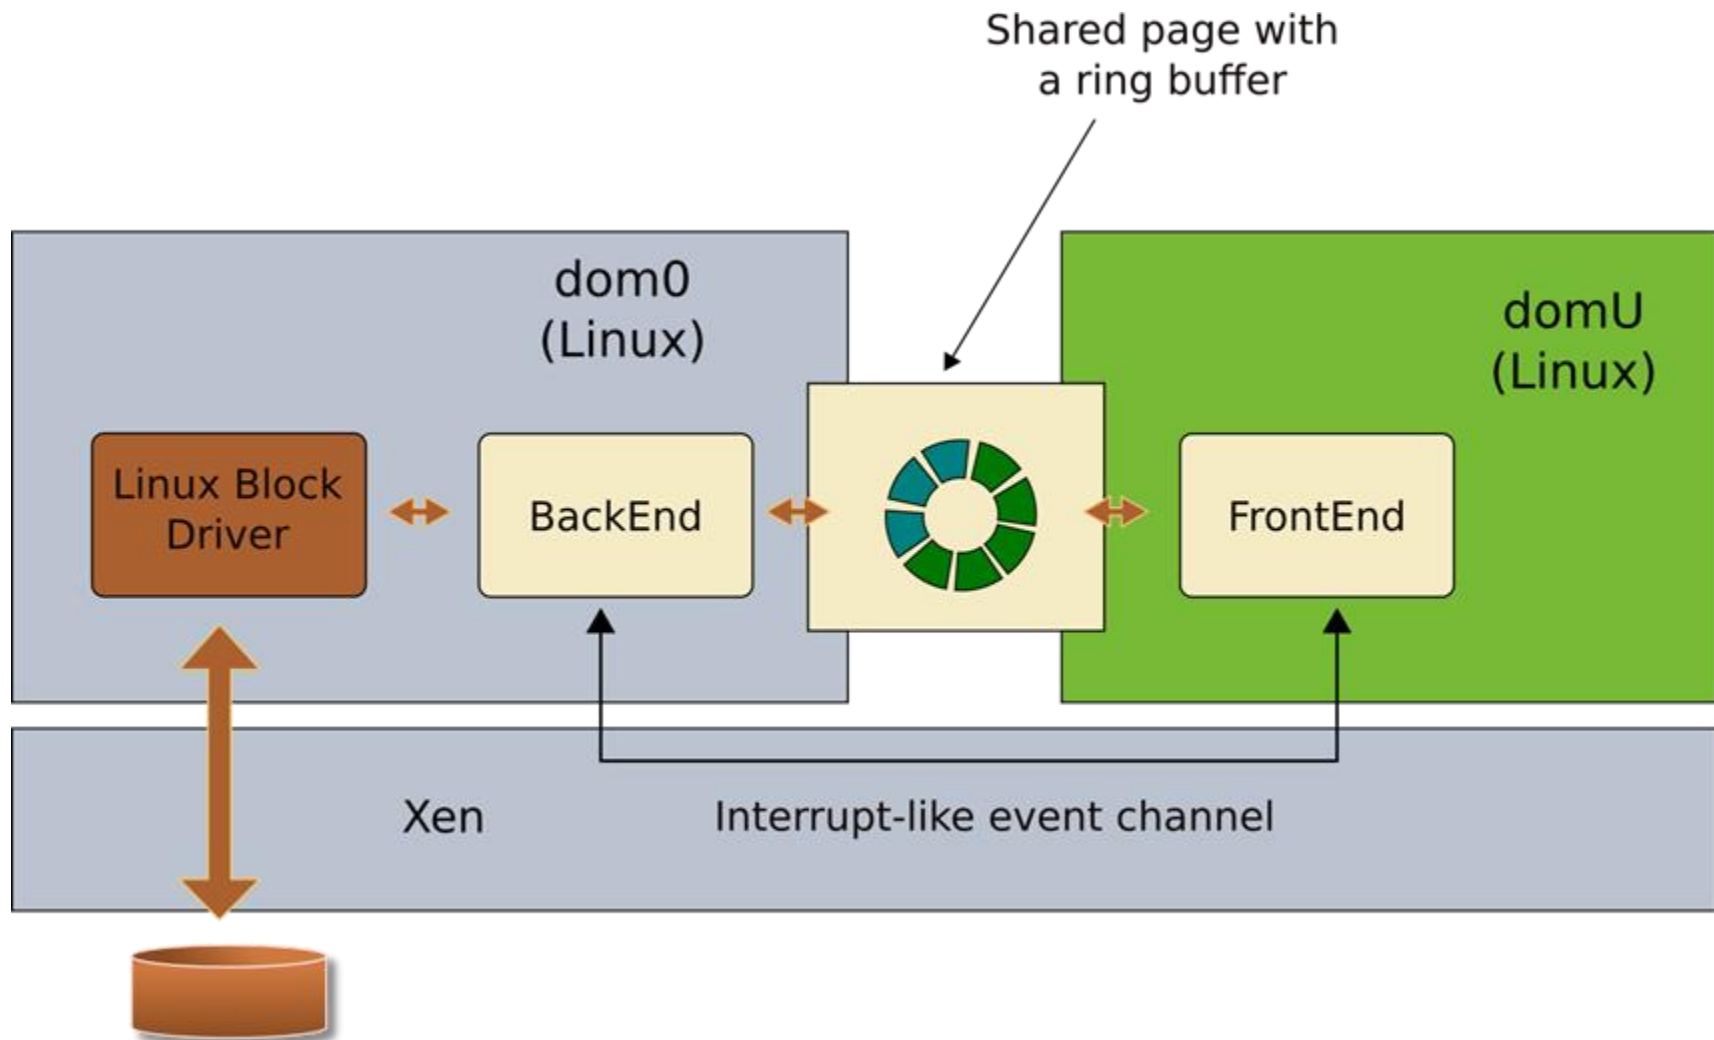 Shared page with
a ring buffer
dom0
(Linux)
domU
(Linux)
Linux Block
Driver
BackEnd
FrontEnd
Xen
Interrupt-like event channel